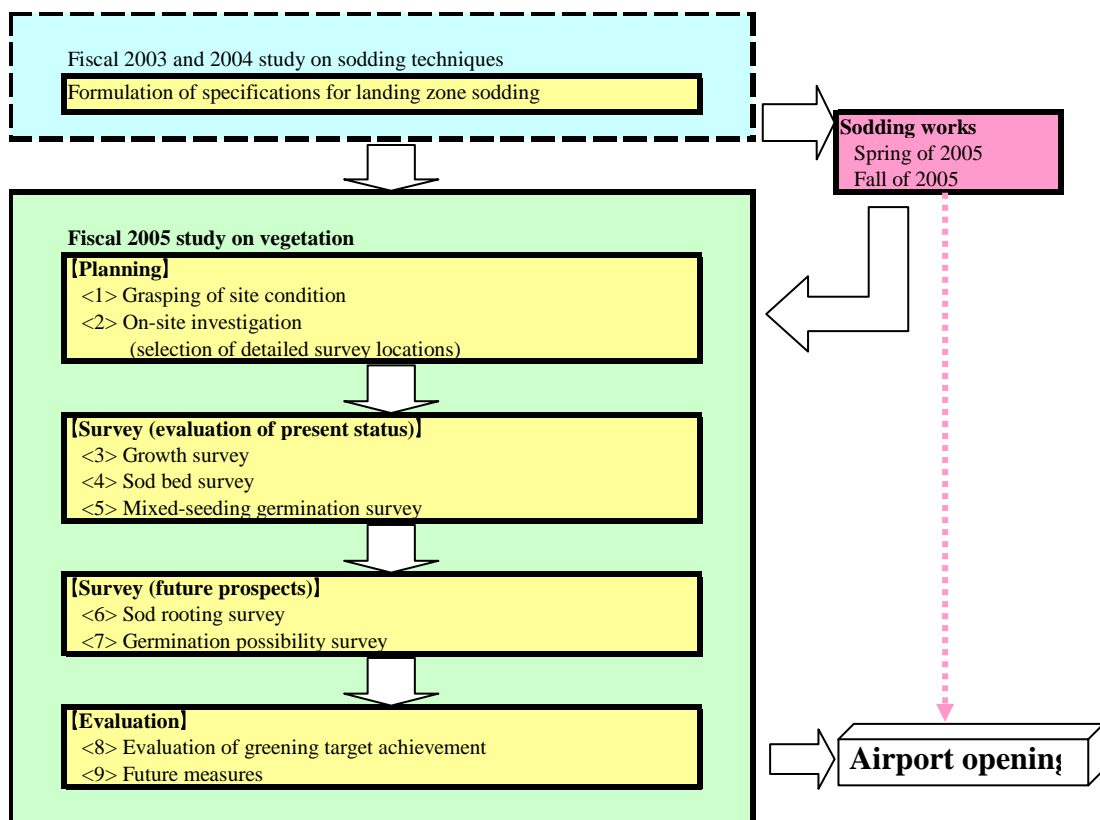 Fiscal 2003 and 2004 study on sodding techniques
Formulation of specifications for landing zone sodding
Sodding works
Spring of 2005
Fall of 2005
Fiscal 2005 study on vegetation
【Planning】
<1> Grasping of site condition
<2> On-site investigation
(selection of detailed survey locations)
【Survey (evaluation of present status)】
<3> Growth survey
<4> Sod bed survey
<5> Mixed-seeding germination survey
【Survey (future prospects)】
<6> Sod rooting survey
<7> Germination possibility survey
【Evaluation】
<8> Evaluation of greening target achievement
<9> Future measures
Airport opening